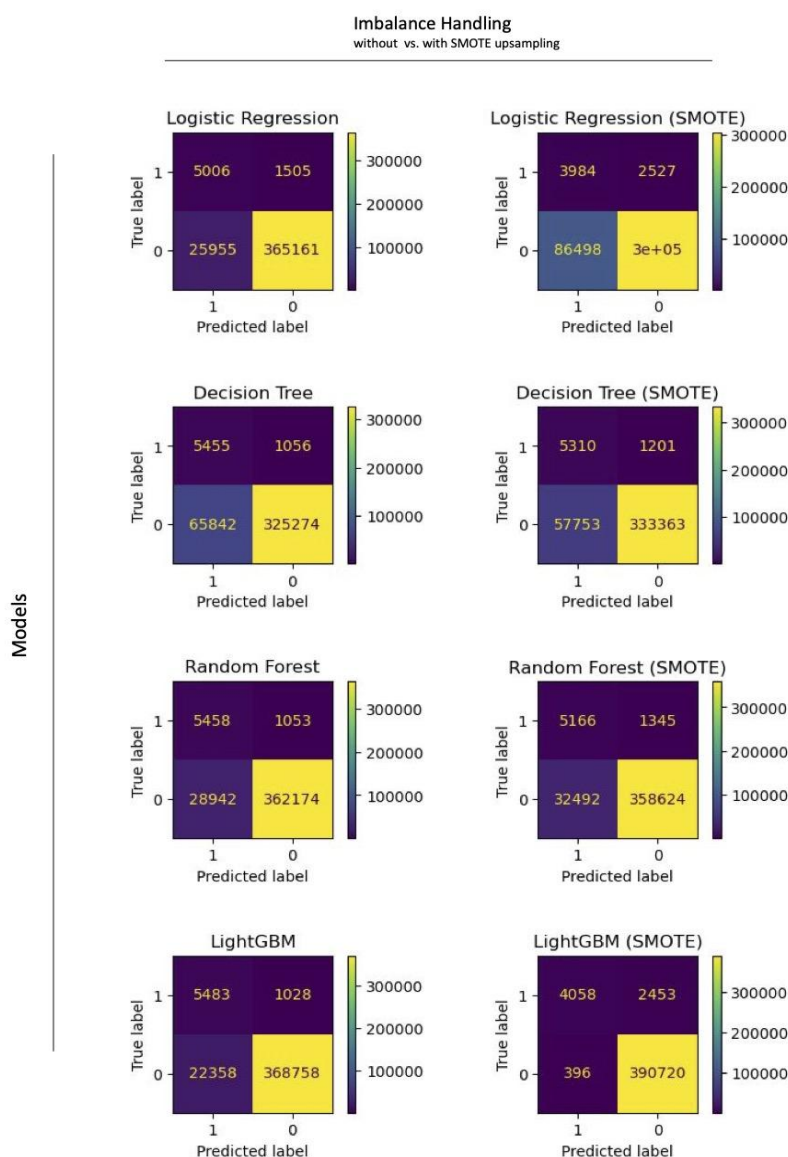 Imbalance Handling
without vs. with SMOTE upsampling
Models
Logistic Regression
True label
1
5006 1505
0
25955 365161
1 0
Predicted label
300000
200000
100000
Logistic Regression (SMOTE)
True label
1
3984 2527
0
86498 3e+05
1 0
Predicted label
300000
200000
100000
Decision Tree
True label
1
5455 1056
0
65842 325274
1 0
Predicted label
300000
200000
100000
Decision Tree (SMOTE)
True label
1
5310 1201
0
57753 333363
1 0
Predicted label
300000
200000
100000
Random Forest
True label
1
5458 1053
0
28942 362174
1 0
Predicted label
300000
200000
100000
Random Forest (SMOTE)
True label
1
5166 1345
0
32492 358624
1 0
Predicted label
300000
200000
100000
LightGBM
True label
1
5483 1028
0
22358 368758
1 0
Predicted label
300000
200000
100000
LightGBM (SMOTE)
True label
1
4058 2453
0
396 390720
1 0
Predicted label
300000
200000
100000